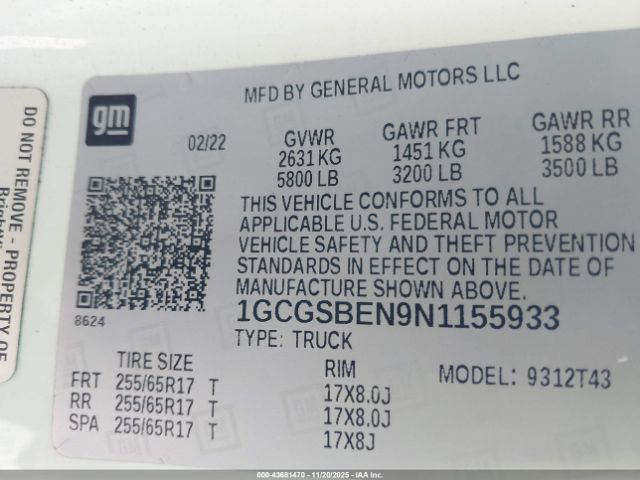 MFD BY GENERAL MOTORS LLC
gm
02/22
GVWR GAWR FRT GAWR RR
2631 KG 1451 KG 1588 KG
5800 LB 3200 LB 3500 LB
THIS VEHICLE CONFORMS TO ALL
APPLICABLE U.S. FEDERAL MOTOR
VEHICLE SAFETY AND THEFT PREVENTION
STANDARDS IN EFFECT ON THE DATE OF
MANUFACTURE SHOWN ABOVE.
8624
1GCGSBEN9N1155933
TYPE: TRUCK
TIRE SIZE RIM MODEL: 9312T43
FRT 255/65R17 T 17X8.0J
RR 255/65R17 T 17X8.0J
SPA 255/65R17 T 17X8J
DO NOT REMOVE - PROPERTY OF
000-43681470 - 11/20/2025 - IAAI.COM